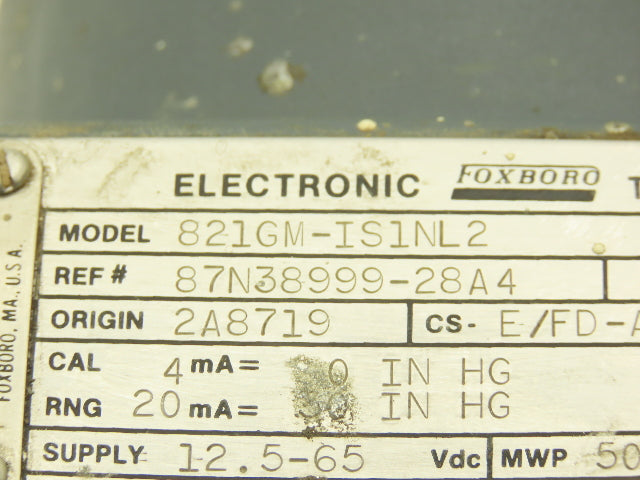 ELECTRONIC FOXBORO T
MODEL 821GM-IS1NL2
REF # 87N38999-28A4
ORIGIN 2A8719 CS- E/FD-A
CAL 4 mA= 0 IN HG
RNG 20 mA= IN HG
SUPPLY 12.5-65 Vdc MWP 50
FOXBORO, MA., U.S.A.